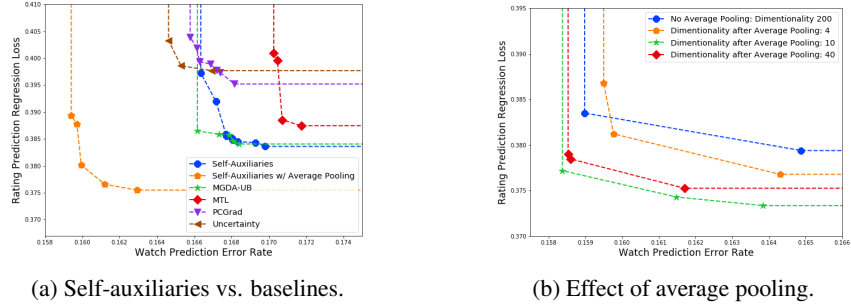 0.410
0.405
0.400
0.395
0.390
0.385
0.380
0.375
0.370
Rating Prediction Regression Loss
Self-Auxiliaries
Self-Auxiliaries w/ Average Pooling
MGDA-UB
MTL
PCGrad
Uncertainty
0.158 0.160 0.162 0.164 0.166 0.168 0.170 0.172 0.174
Watch Prediction Error Rate
(a) Self-auxiliaries vs. baselines.
0.395
0.390
0.385
0.380
0.375
0.370
Rating Prediction Regression Loss
No Average Pooling: Dimentionality 200
Dimentionality after Average Pooling: 4
Dimentionality after Average Pooling: 10
Dimentionality after Average Pooling: 40
0.158 0.159 0.160 0.161 0.162 0.163 0.164 0.165 0.166
Watch Prediction Error Rate
(b) Effect of average pooling.